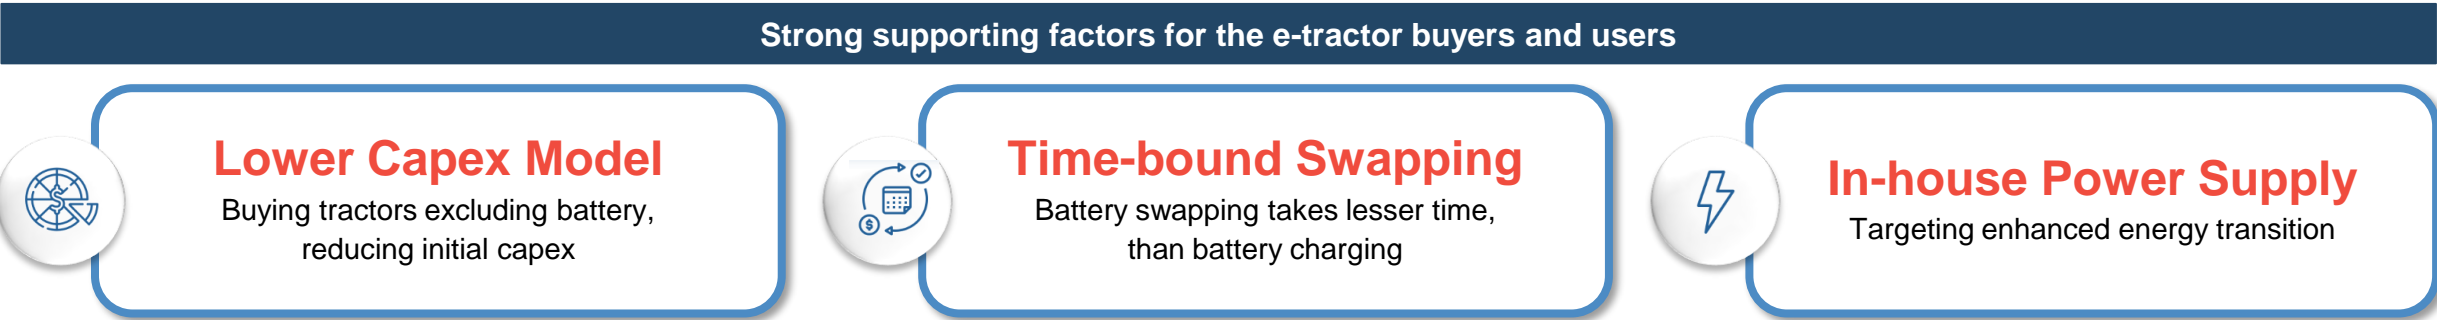 Strong supporting factors for the e-tractor buyers and users
Lower Capex Model
Buying tractors excluding battery,
reducing initial capex
$
Time-bound Swapping
Battery swapping takes lesser time,
than battery charging
$
In-house Power Supply
Targeting enhanced energy transition